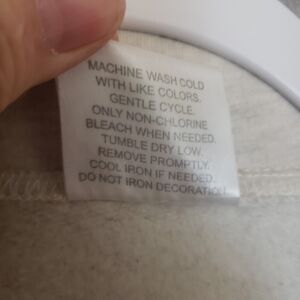 MACHINE WASH COLD
WITH LIKE COLORS.
GENTLE CYCLE.
ONLY NON-CHLORINE
BLEACH WHEN NEEDED.
TUMBLE DRY LOW.
REMOVE PROMPTLY.
COOL IRON IF NEEDED.
DO NOT IRON DECORATION.